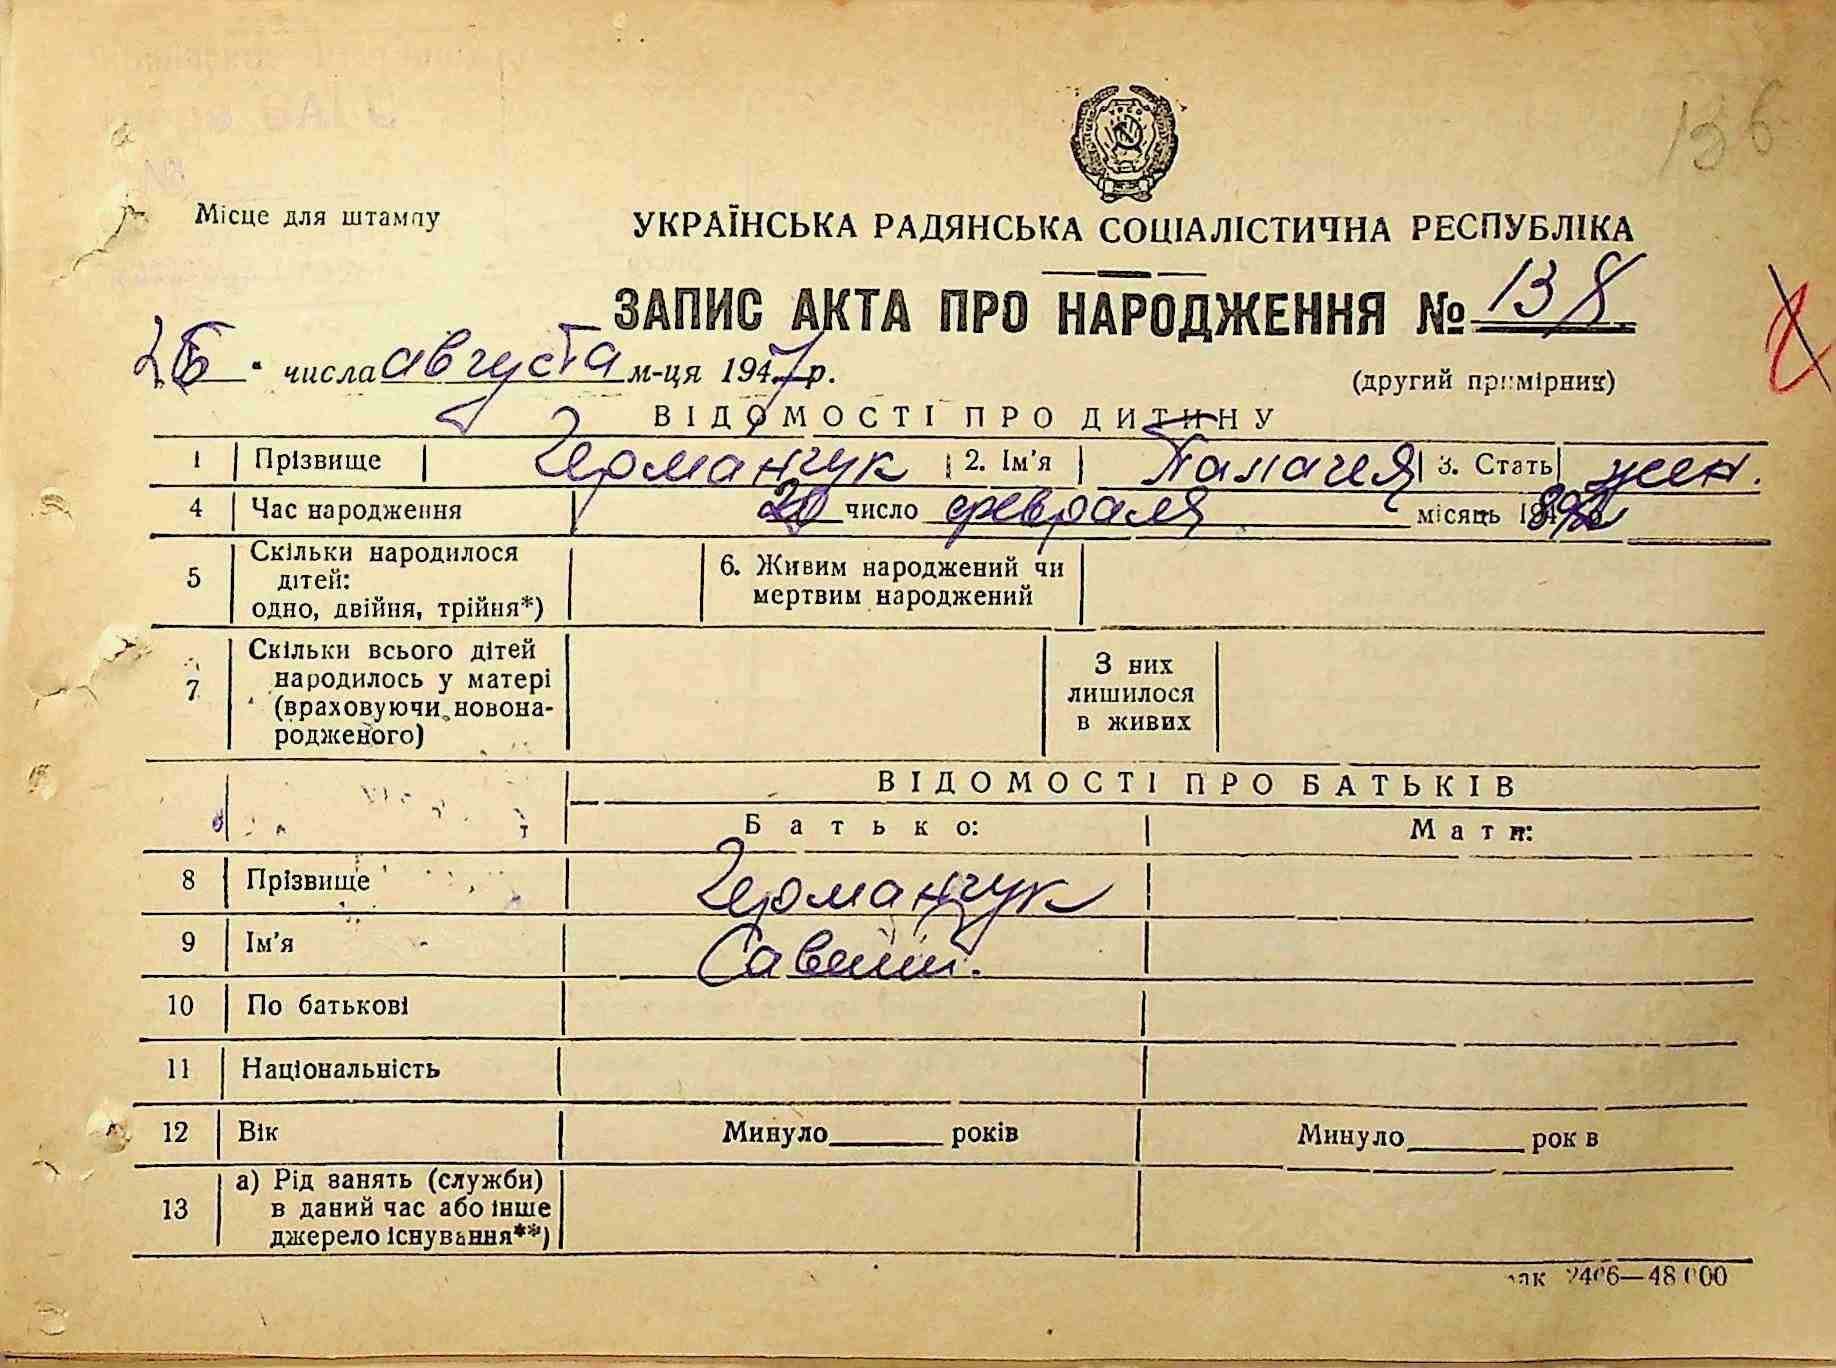 136
Місце для штампу
УКРАЇНСЬКА РАДЯНСЬКА СОЦІАЛІСТИЧНА РЕСПУБЛІКА
ЗАПИС АКТА ПРО НАРОДЖЕННЯ № 138
числа августа м-ця 1947 р.
(другий примірник)
ВІДОМОСТІ ПРО ДИТИНУ
1 Прізвище Германчук 2. Ім'я Палагия 3. Стать жен.
4 Час народження 20 число февраля місяць
5 Скільки народилося дітей: одно, двійня, трійня*) 6. Живим народжений чи мертвим народжений
7 Скільки всього дітей народилось у матері (враховуючи новонародженого) З них лишилося в живих
ВІДОМОСТІ ПРО БАТЬКІВ
Батько: Мати:
8 Прізвище Германчук
9 Ім'я
10 По батькові
11 Національність
12 Вік Минуло років Минуло рок в
13 а) Рід занять (служби) в даний час або інше джерело існування**)
2406—48 000